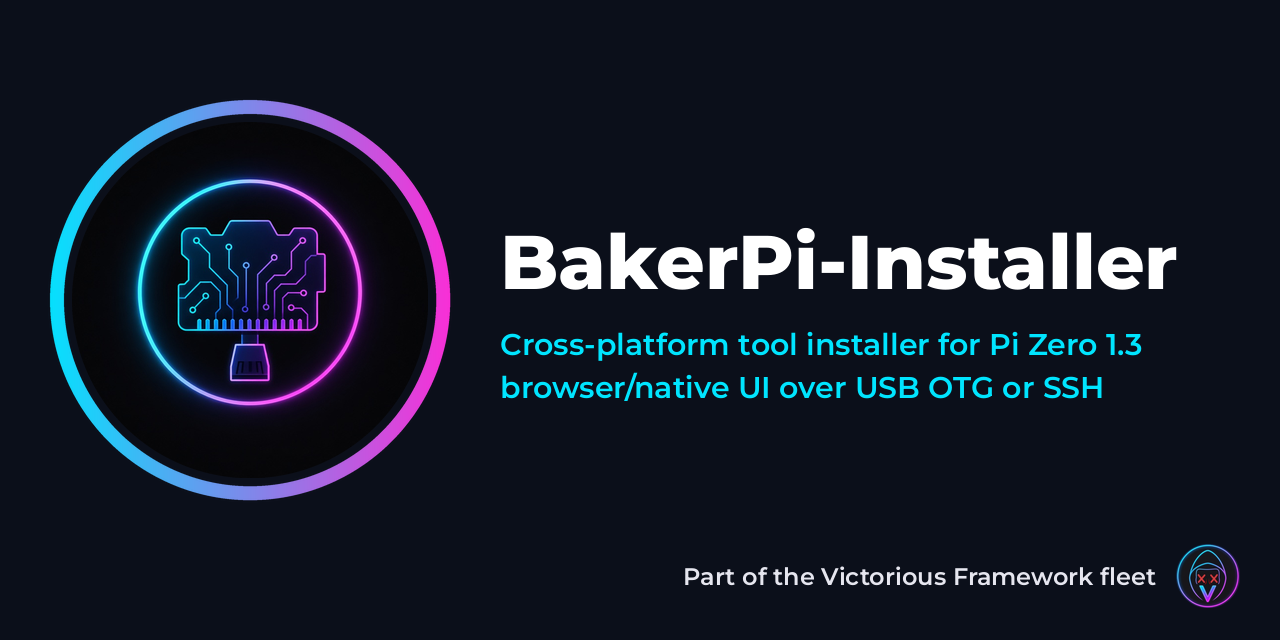 BakerPi-Installer
Cross-platform tool installer for Pi Zero 1.3
browser/native UI over USB OTG or SSH
Part of the Victorious Framework fleet